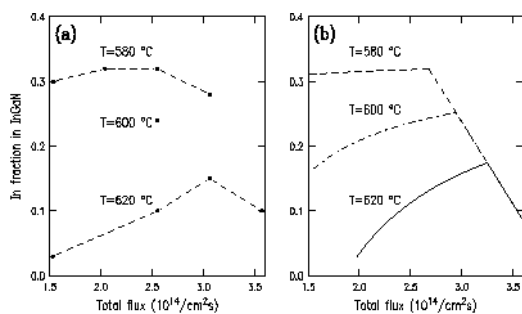 (a)
T=580 °C
T=600 °C
T=620 °C
In fraction in InGaN
0.4
0.3
0.2
0.1
0.0
1.5 2.0 2.5 3.0 3.5
Total flux (10¹⁴/cm²s)
(b)
T=580 °C
T=600 °C
T=620 °C
0.4
0.3
0.2
0.1
0.0
1.5 2.0 2.5 3.0 3.5
Total flux (10¹⁴/cm²s)